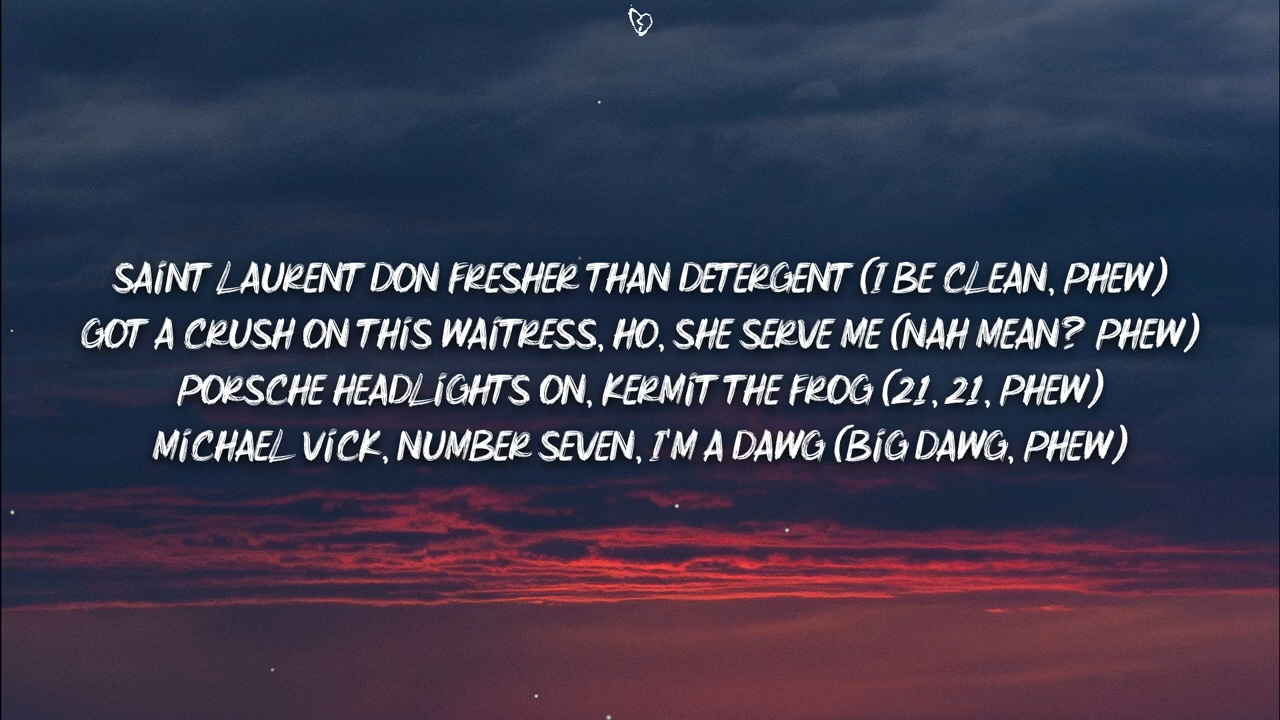 SAINT LAURENT DON FRESHER THAN DETERGENT (I BE CLEAN, PHEW)
GOT A CRUSH ON THIS WAITRESS, HO, SHE SERVE ME (NAH MEAN? PHEW)
PORSCHE HEADLIGHTS ON, KERMIT THE FROG (21, 21, PHEW)
MICHAEL VICK, NUMBER SEVEN, I'M A DAWG (BIG DAWG, PHEW)